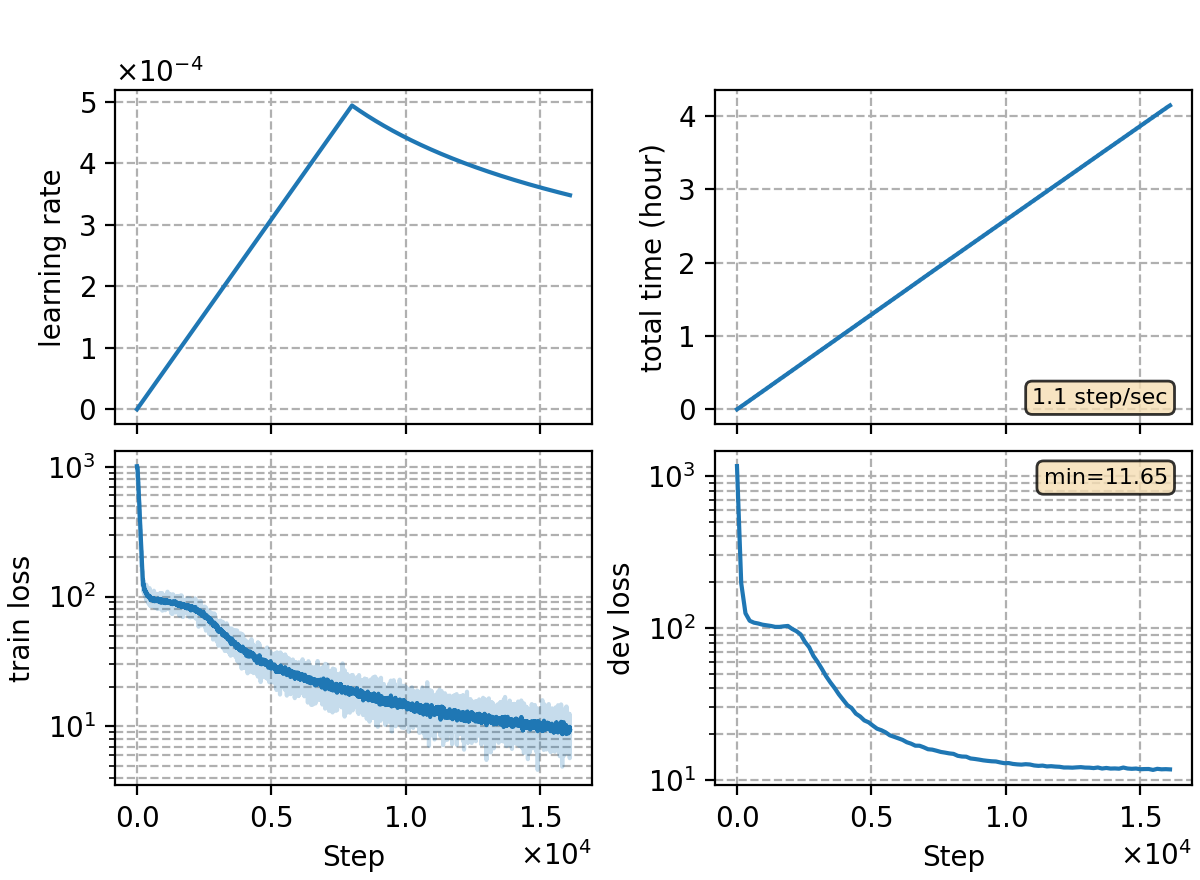 ×10⁻⁴
5
4
3
2
1
0
learning rate
4
3
2
1
0
total time (hour)
1.1 step/sec
10³
10²
10¹
train loss
0.0 0.5 1.0 1.5
Step
×10⁴
10³
10²
10¹
dev loss
min=11.65
0.0 0.5 1.0 1.5
Step
×10⁴